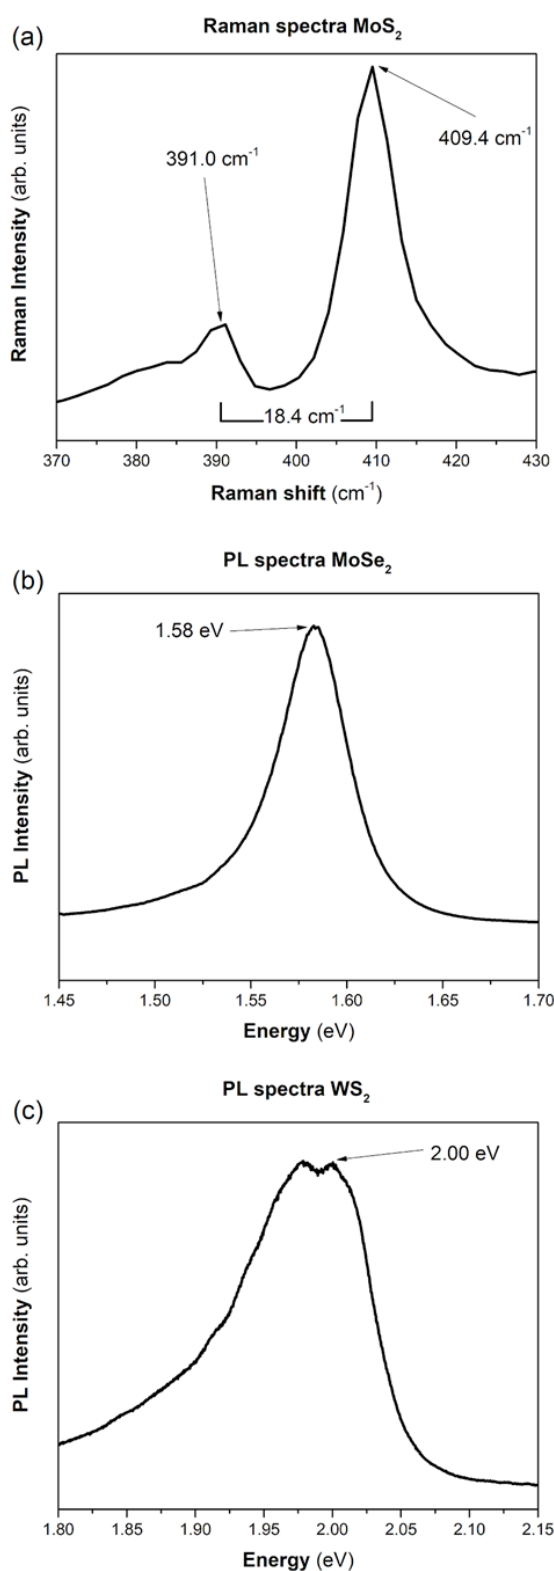 (a)
Raman spectra MoS₂
391.0 cm⁻¹
409.4 cm⁻¹
18.4 cm⁻¹
Raman Intensity (arb. units)
370 380 390 400 410 420 430
Raman shift (cm⁻¹)
(b)
PL spectra MoSe₂
1.58 eV
PL Intensity (arb. units)
1.45 1.50 1.55 1.60 1.65 1.70
Energy (eV)
(c)
PL spectra WS₂
2.00 eV
PL Intensity (arb. units)
1.80 1.85 1.90 1.95 2.00 2.05 2.10 2.15
Energy (eV)